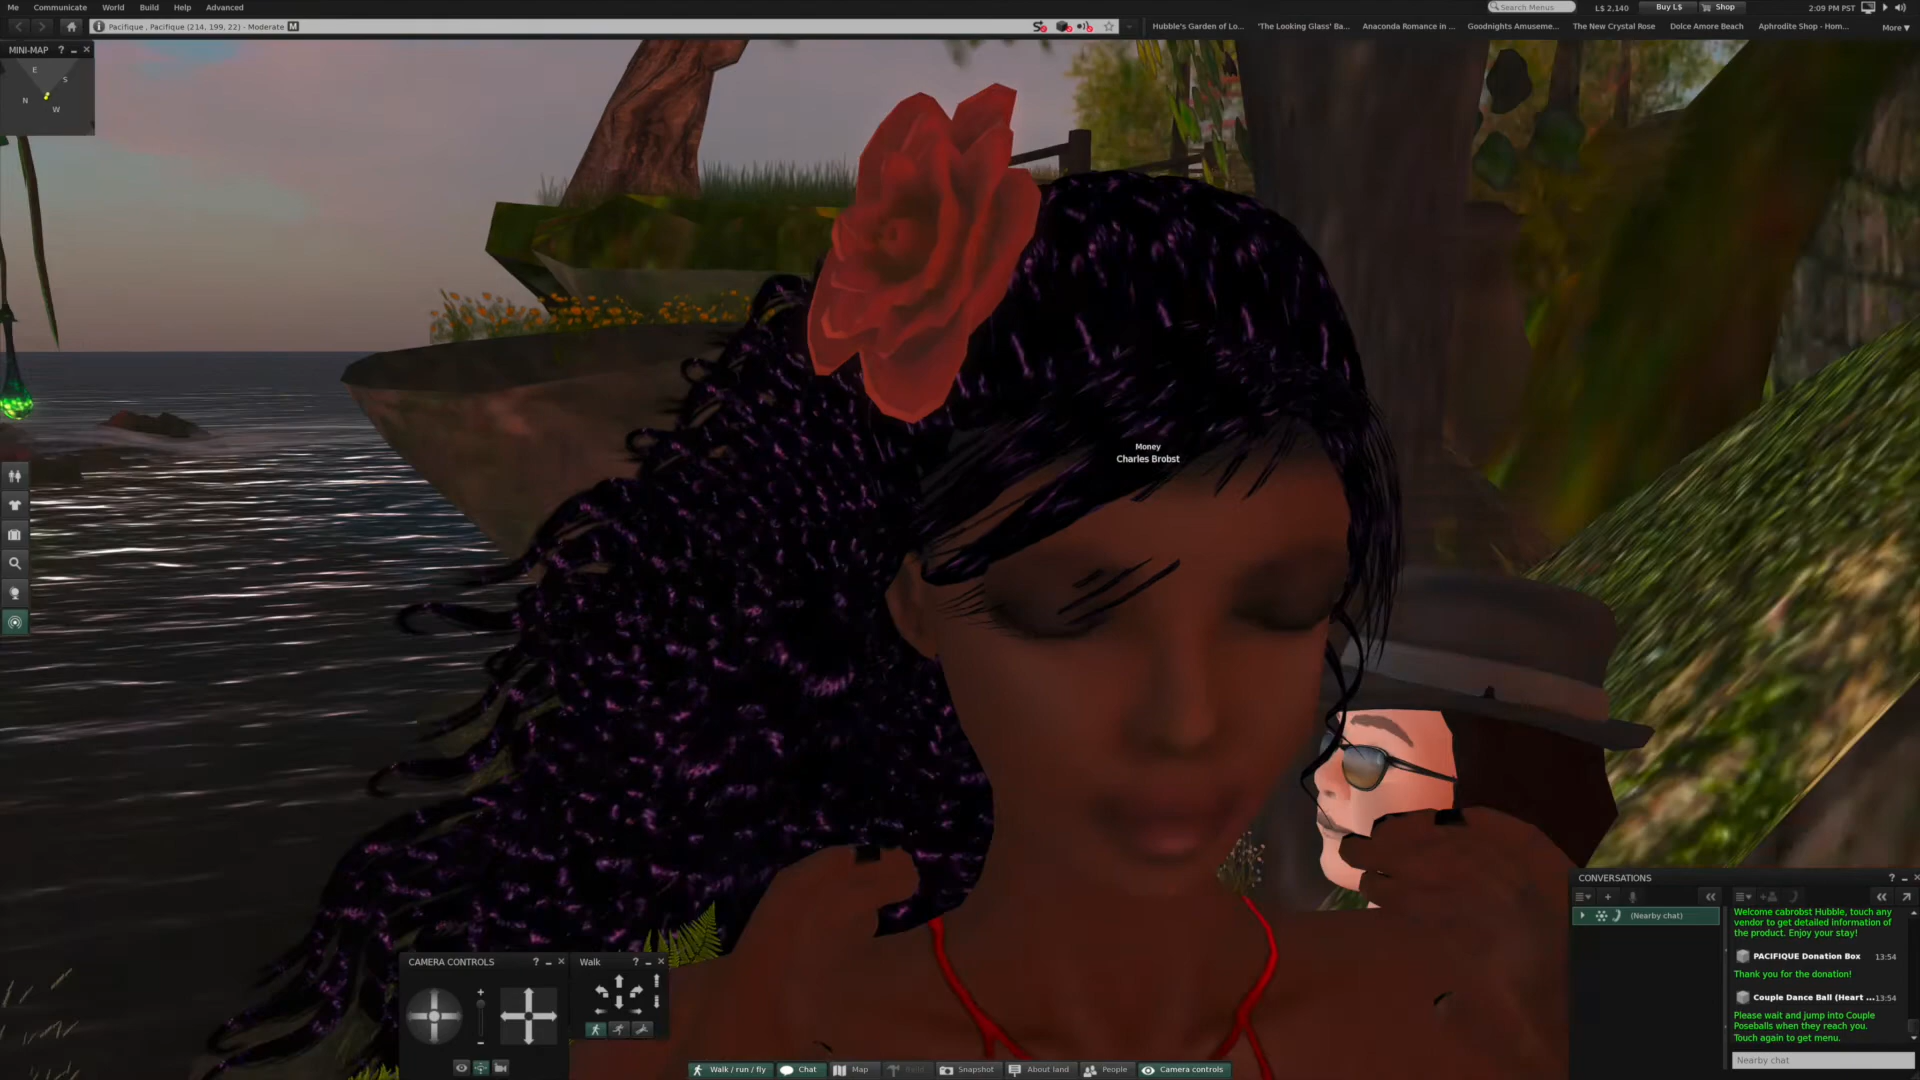 Me Communicate World Build Help Advanced
Search Menus
L$ 2,140
Buy L$
Shop
2:09 PM PST
Pacifique , Pacifique (214, 199, 22) - Moderate M
Hubble's Garden of Lo...
'The Looking Glass' Ba...
Anaconda Romance in ...
Goodnights Amuseme...
The New Crystal Rose
Dolce Amore Beach
Aphrodite Shop - Hom...
More
MINI-MAP ?
E
S
N
W
Money
Charles Brobst
CONVERSATIONS ?
(Nearby chat)
Welcome cabrobst Hubble, touch any
vendor to get detailed information of
the product. Enjoy your stay!
PACIFIQUE Donation Box 13:54
Thank you for the donation!
Couple Dance Ball (Heart ... 13:54
Please wait and jump into Couple
Poseballs when they reach you.
Touch again to get menu.
Nearby chat
CAMERA CONTROLS ?
Walk ?
Walk / run / fly
Chat
Map
Build
Snapshot
About land
People
Camera controls